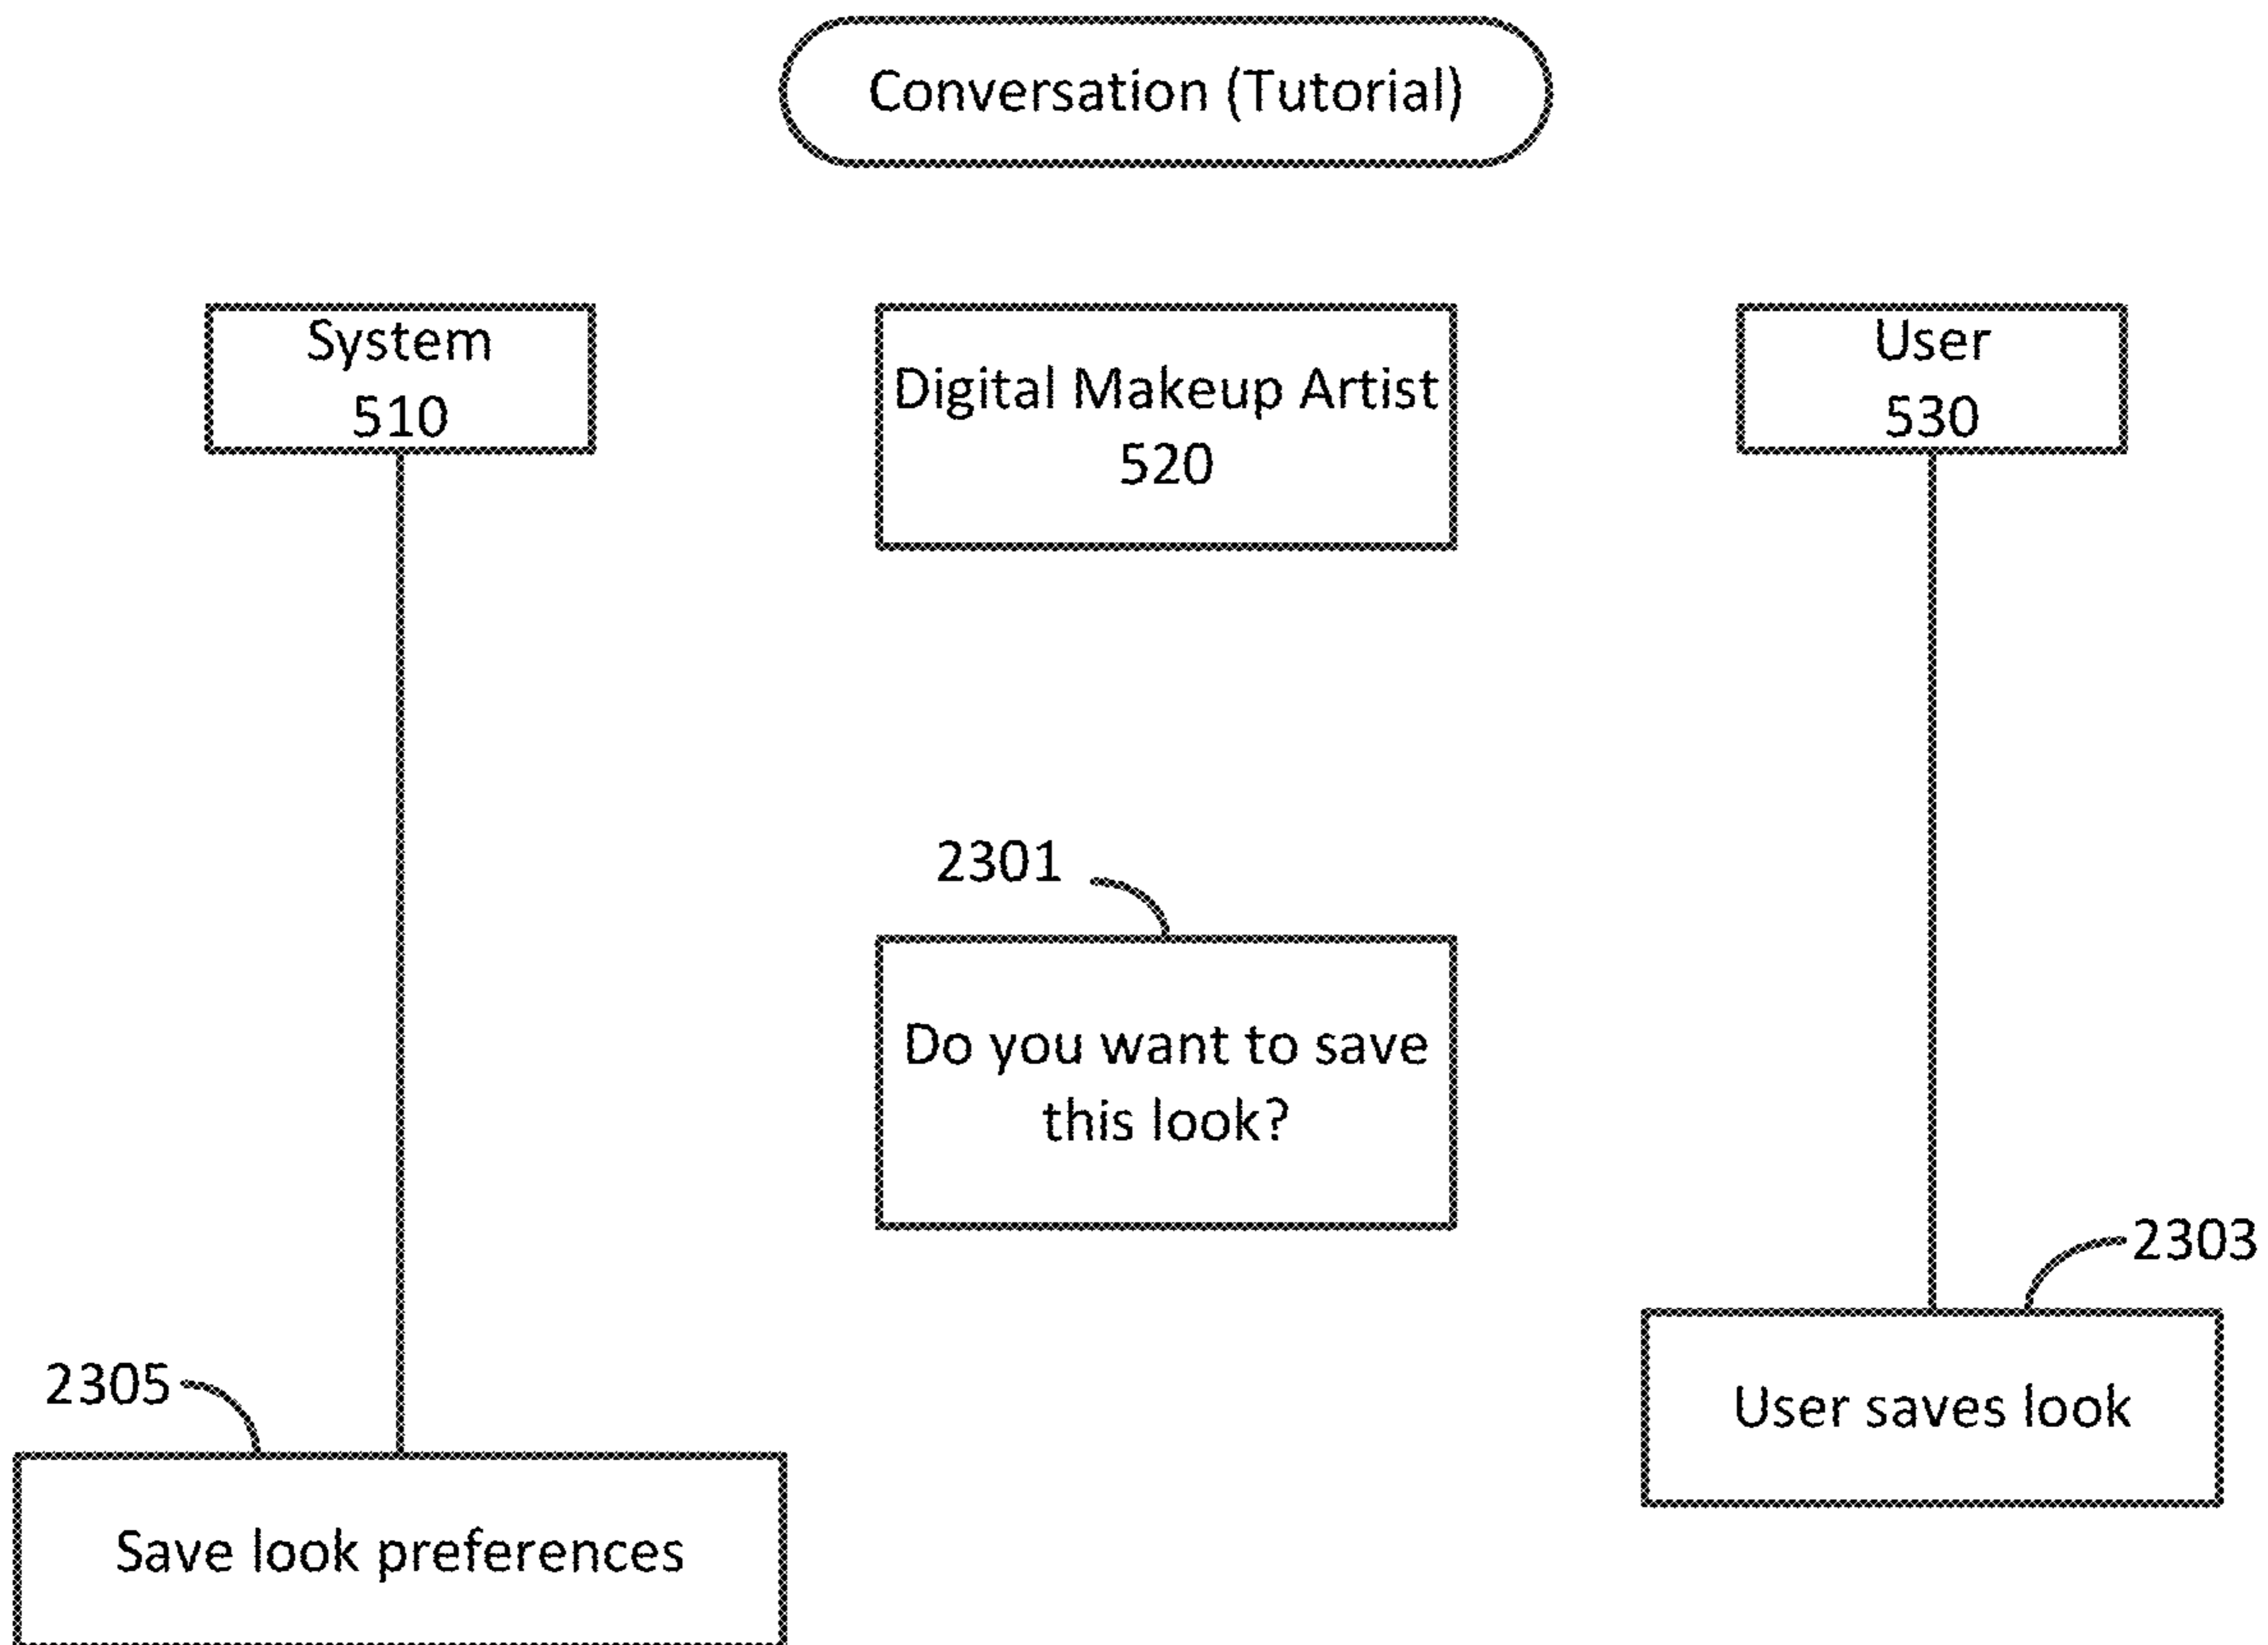 Conversation (Tutorial)
System
510
Digital Makeup Artist
520
User
530
2301
Do you want to save
this look?
2303
User saves look
2305
Save look preferences